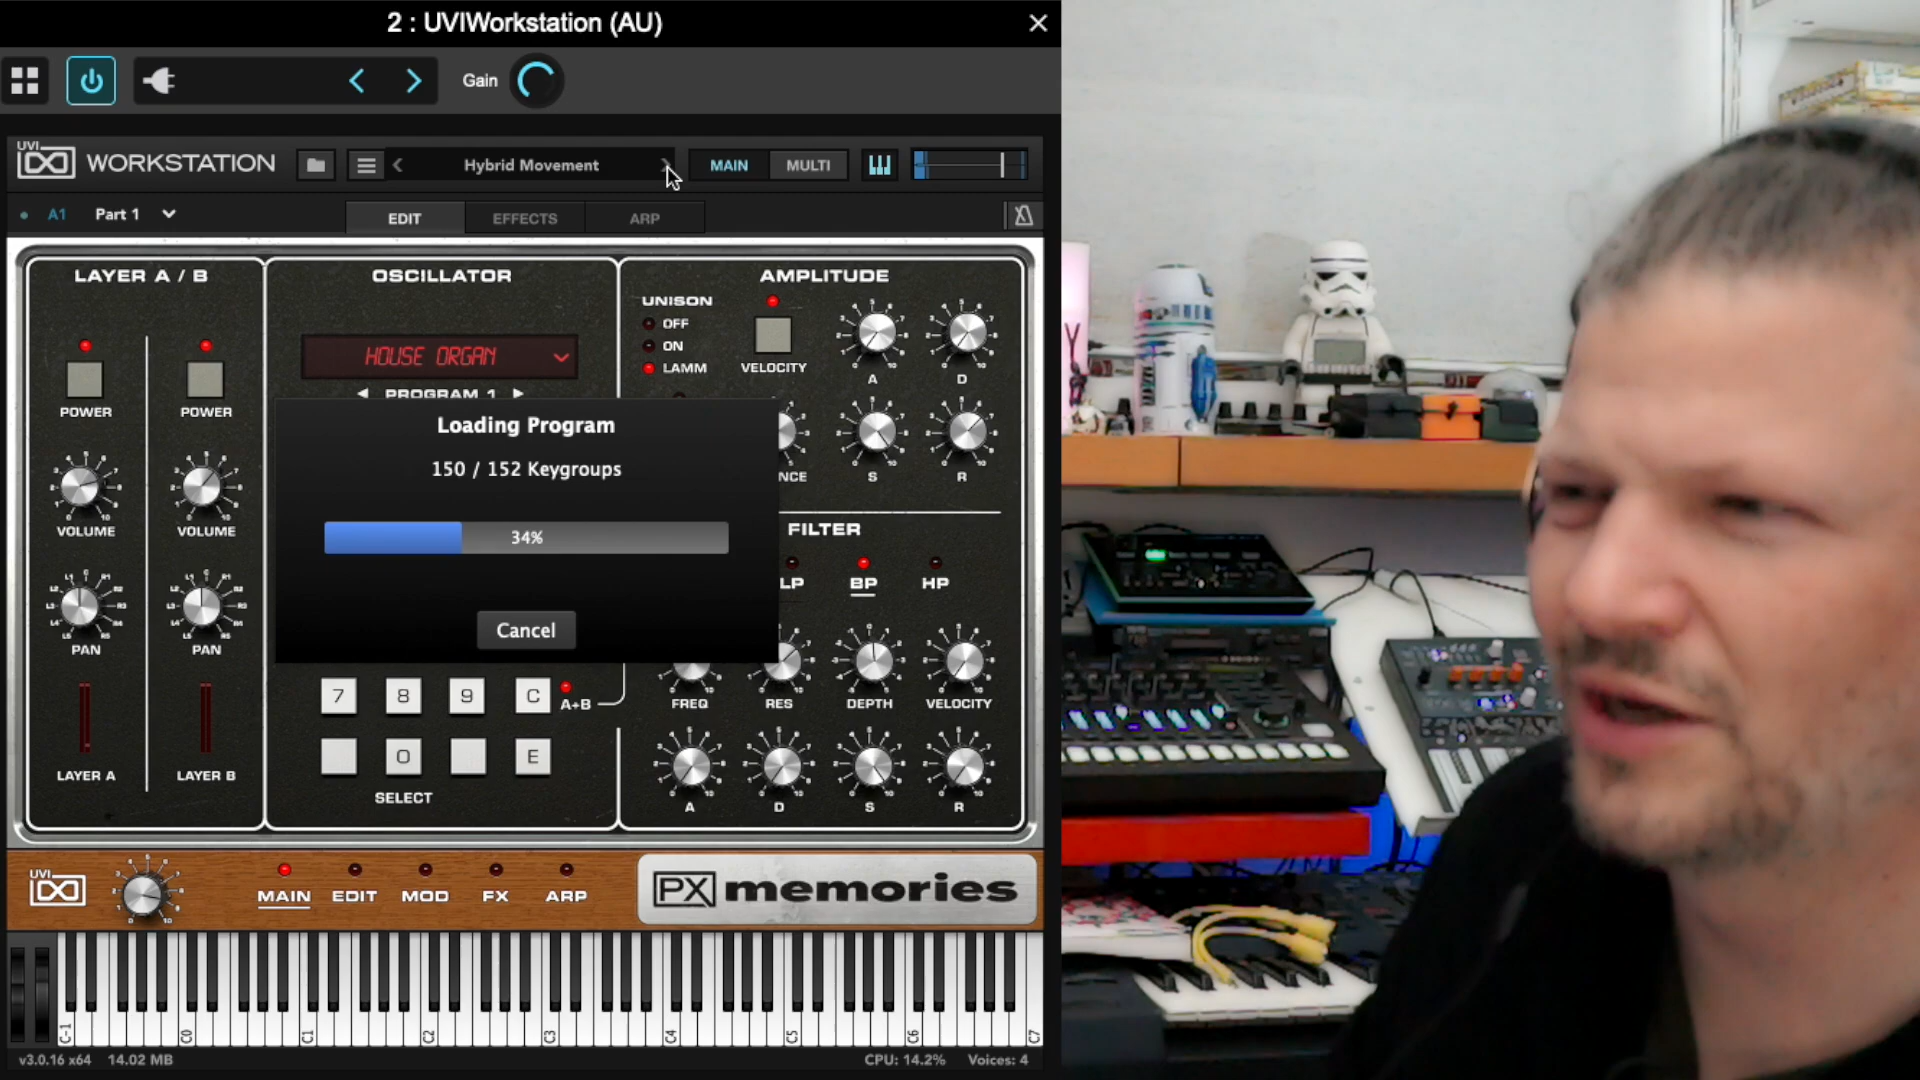 2 : UVIWorkstation (AU)
Gain
UVI
WORKSTATION
Hybrid Movement
MAIN
MULTI
A1
Part 1
EDIT
EFFECTS
ARP
LAYER A / B
OSCILLATOR
AMPLITUDE
UNISON
OFF
ON
LAMM
VELOCITY
A
D
HOUSE ORGAN
PROGRAM 1
POWER
POWER
Loading Program
150 / 152 Keygroups
34%
Cancel
NCE
S
R
VOLUME
VOLUME
FILTER
LP
BP
HP
PAN
PAN
7
8
9
C
A+B
FREQ
RES
DEPTH
VELOCITY
0
E
LAYER A
LAYER B
SELECT
A
D
S
R
UVI
MAIN
EDIT
MOD
FX
ARP
PX memories
C-1
C0
C1
C2
C3
C4
C5
C6
C7
v3.0.16 x64
14.02 MB
CPU: 14.2%
Voices: 4